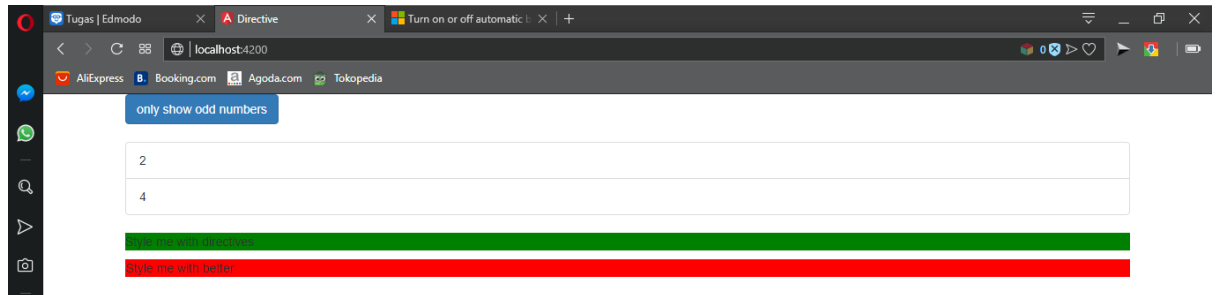 Tugas | Edmodo
Directive
Turn on or off automatic b
localhost:4200
0
AliExpress B. Booking.com a Agoda.com Tokopedia
only show odd numbers
2
4
Style me with directives
Style me with better